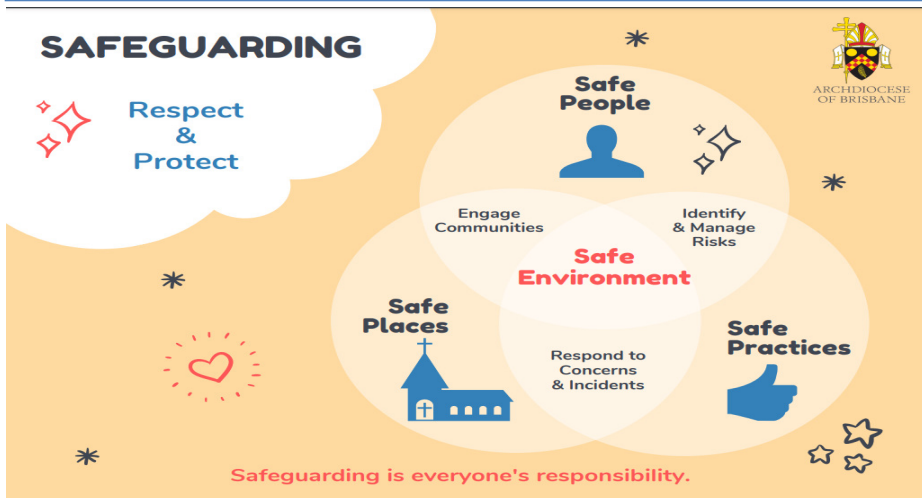 SAFEGUARDING
Respect
&
Protect
ARCHDIOCESE
OF BRISBANE
Safe
People
Engage
Communities
Identify
& Manage
Risks
Safe
Environment
Safe
Places
Safe
Practices
Respond to
Concerns
& Incidents
Safeguarding is everyone's responsibility.